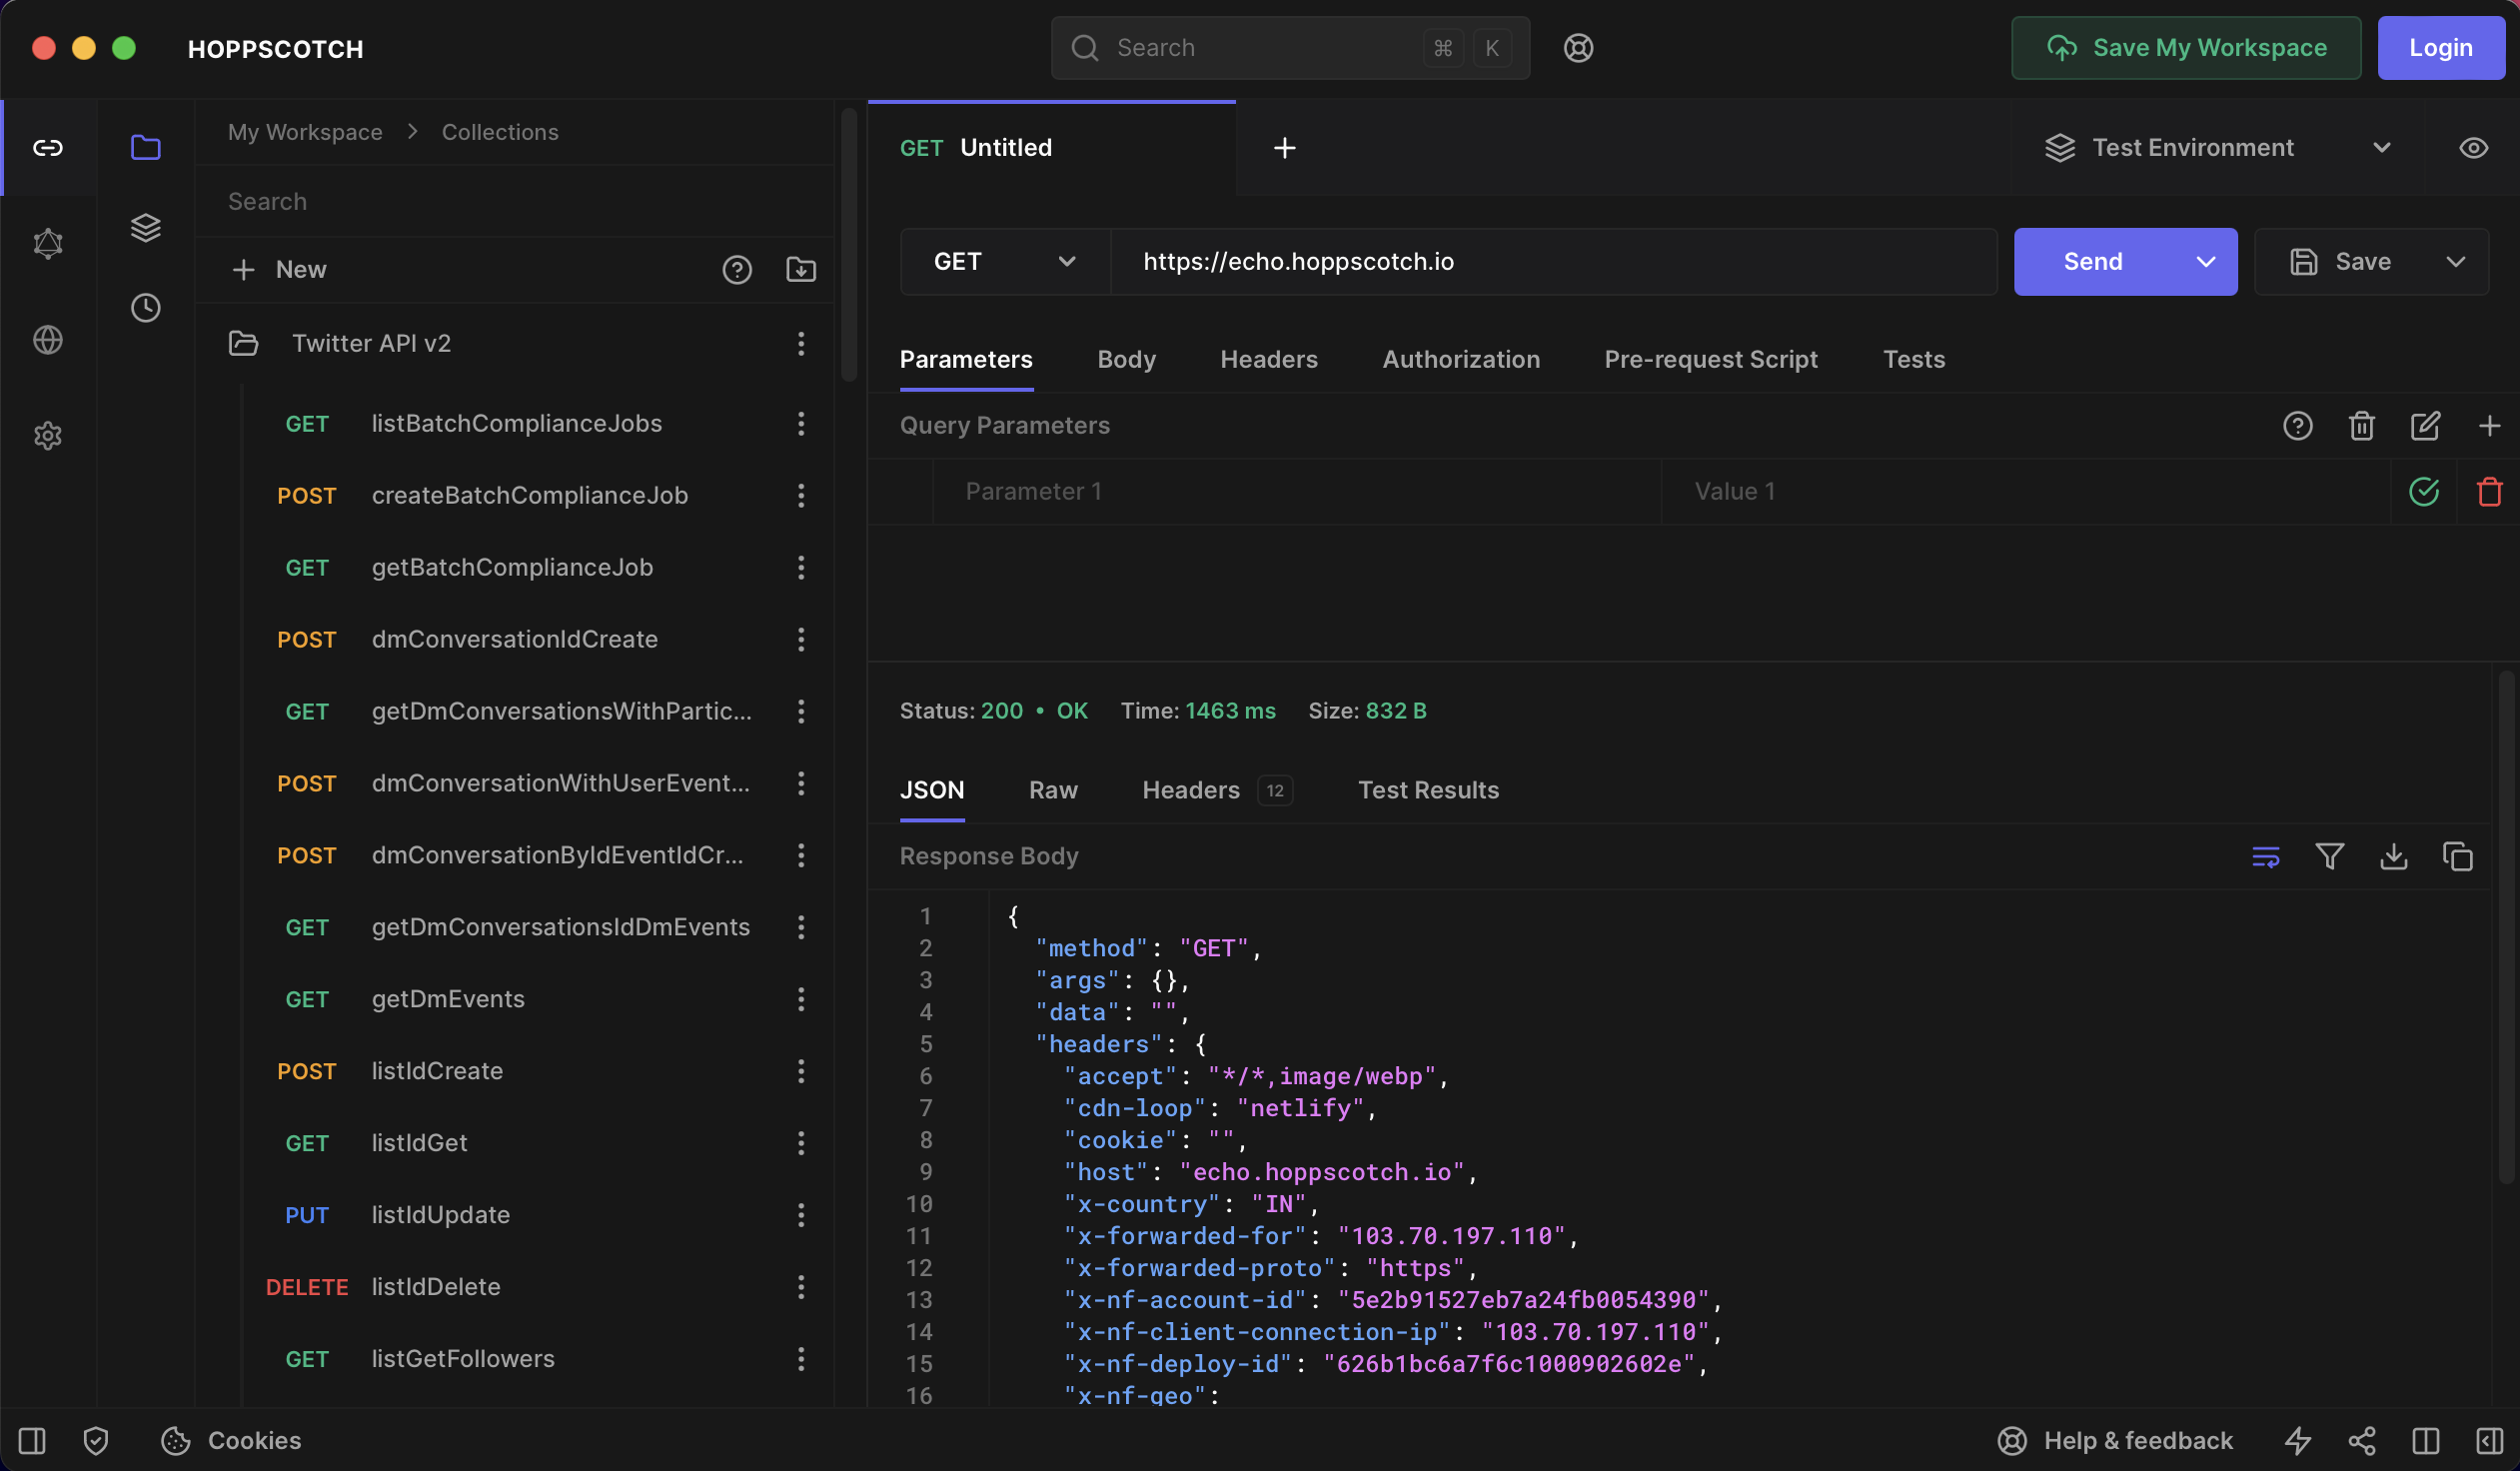 HOPPSCOTCH
Search ⌘ K
Save My Workspace
Login
My Workspace > Collections
Search
New
Twitter API v2
GET listBatchComplianceJobs
POST createBatchComplianceJob
GET getBatchComplianceJob
POST dmConversationIdCreate
GET getDmConversationsWithPartic...
POST dmConversationWithUserEvent...
POST dmConversationByIdEventIdCr...
GET getDmConversationsIdDmEvents
GET getDmEvents
POST listIdCreate
GET listIdGet
PUT listIdUpdate
DELETE listIdDelete
GET listGetFollowers
GET Untitled
Test Environment
GET https://echo.hoppscotch.io
Send
Save
Parameters Body Headers Authorization Pre-request Script Tests
Query Parameters
Parameter 1 Value 1
Status: 200 • OK Time: 1463 ms Size: 832 B
JSON Raw Headers 12 Test Results
Response Body
1 {
2 "method": "GET",
3 "args": {},
4 "data": "",
5 "headers": {
6 "accept": "*/*,image/webp",
7 "cdn-loop": "netlify",
8 "cookie": "",
9 "host": "echo.hoppscotch.io",
10 "x-country": "IN",
11 "x-forwarded-for": "103.70.197.110",
12 "x-forwarded-proto": "https",
13 "x-nf-account-id": "5e2b91527eb7a24fb0054390",
14 "x-nf-client-connection-ip": "103.70.197.110",
15 "x-nf-deploy-id": "626b1bc6a7f6c1000902602e",
16 "x-nf-geo":
Cookies
Help & feedback